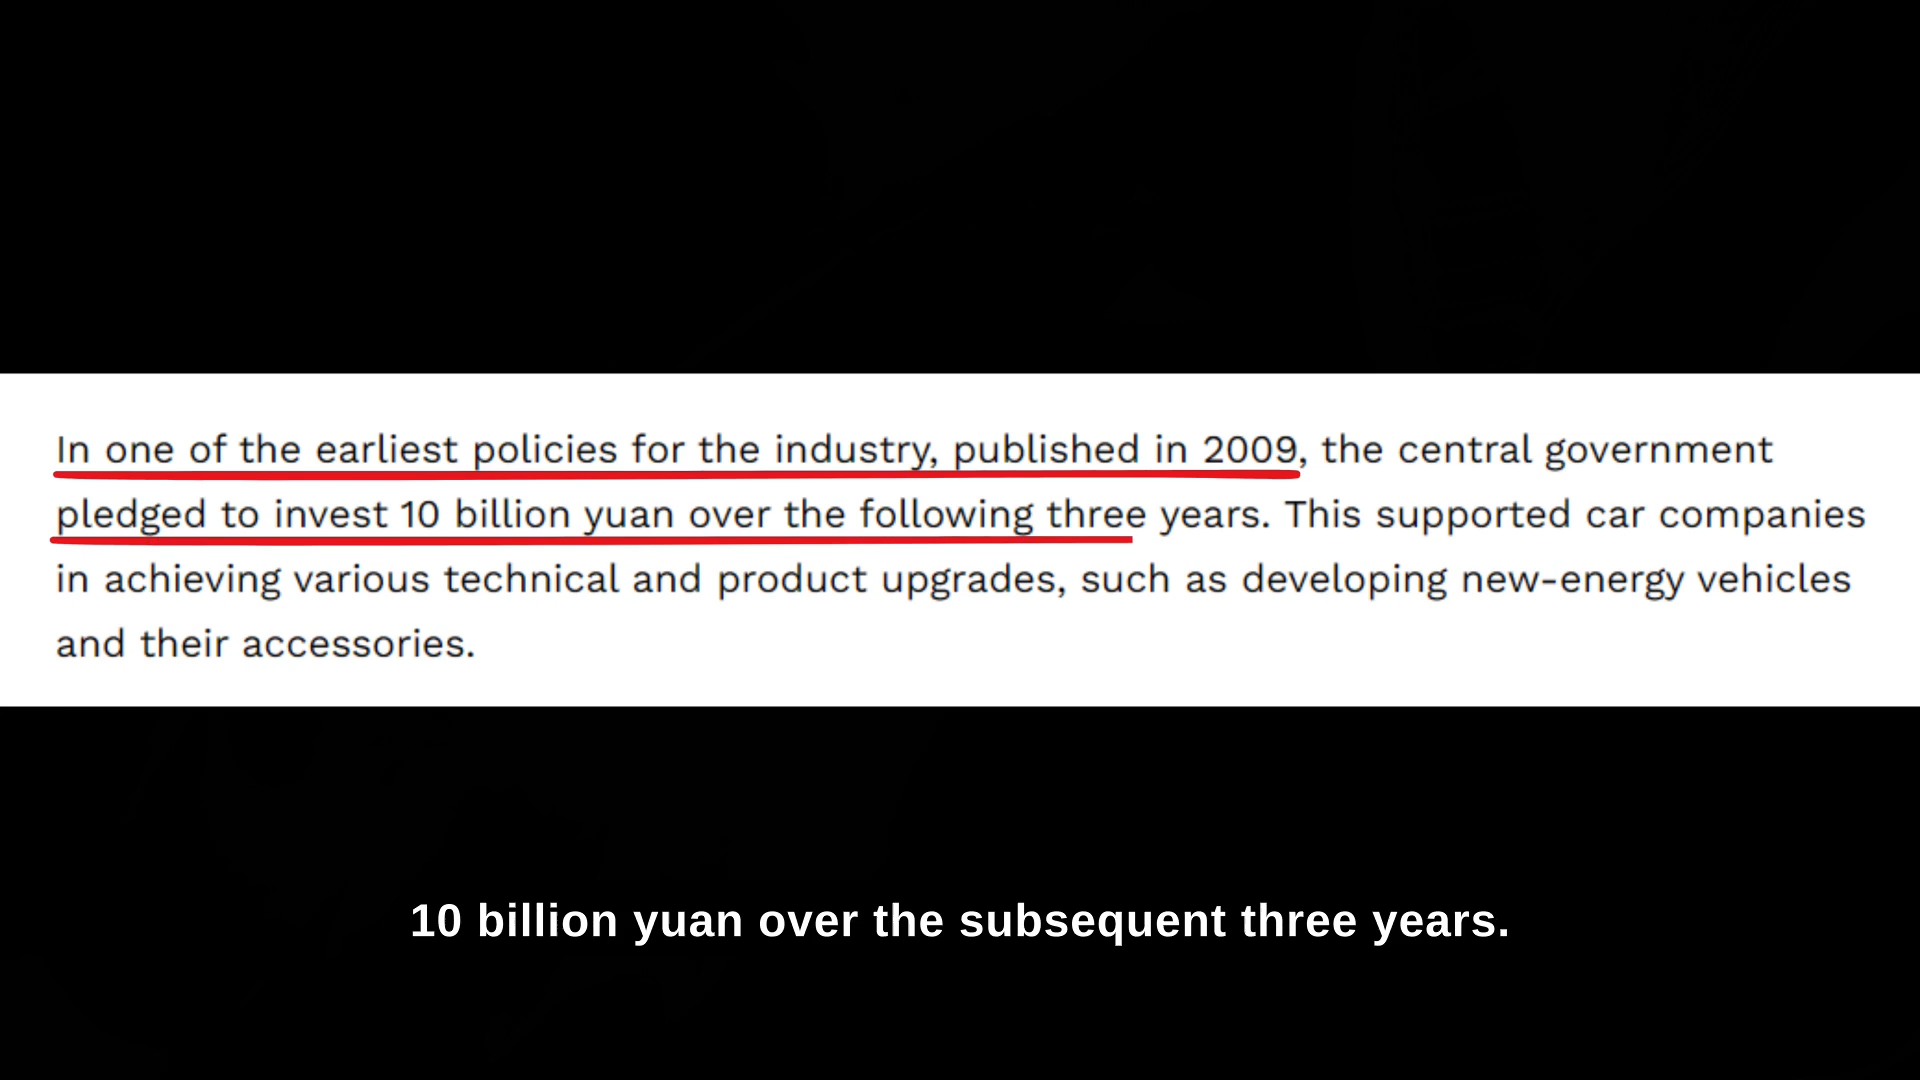 In one of the earliest policies for the industry, published in 2009, the central government
pledged to invest 10 billion yuan over the following three years. This supported car companies
in achieving various technical and product upgrades, such as developing new-energy vehicles
and their accessories.
10 billion yuan over the subsequent three years.